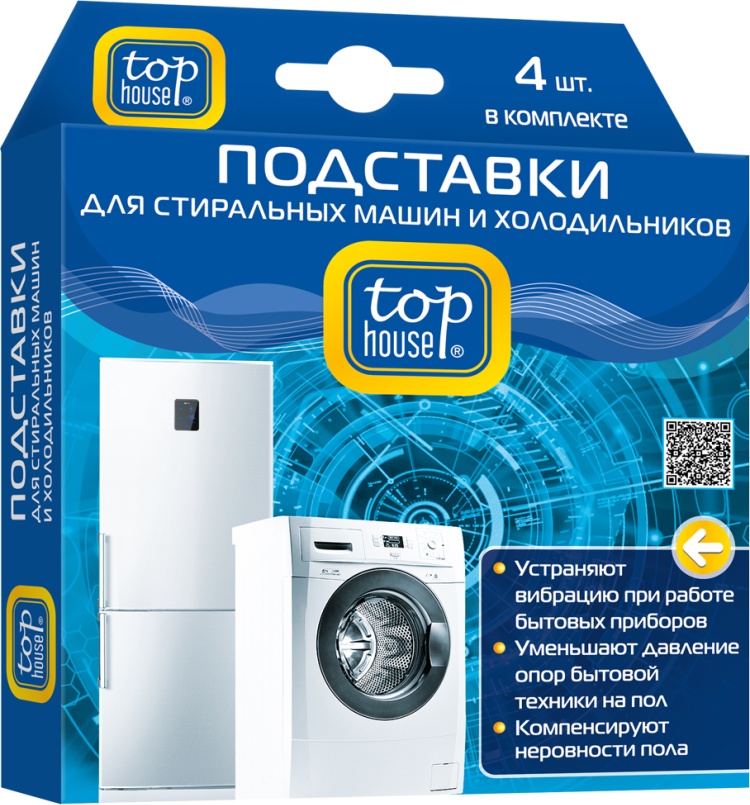 top
house®
4 шт.
в комплекте
ПОДСТАВКИ
ДЛЯ СТИРАЛЬНЫХ МАШИН И ХОЛОДИЛЬНИКОВ
top
house®
ПОДСТАВКИ
ДЛЯ СТИРАЛЬНЫХ МАШИН
И ХОЛОДИЛЬНИКОВ
top
house®
Устраняют
вибрацию при работе
бытовых приборов
Уменьшают давление
опор бытовой
техники на пол
Компенсируют
неровности пола